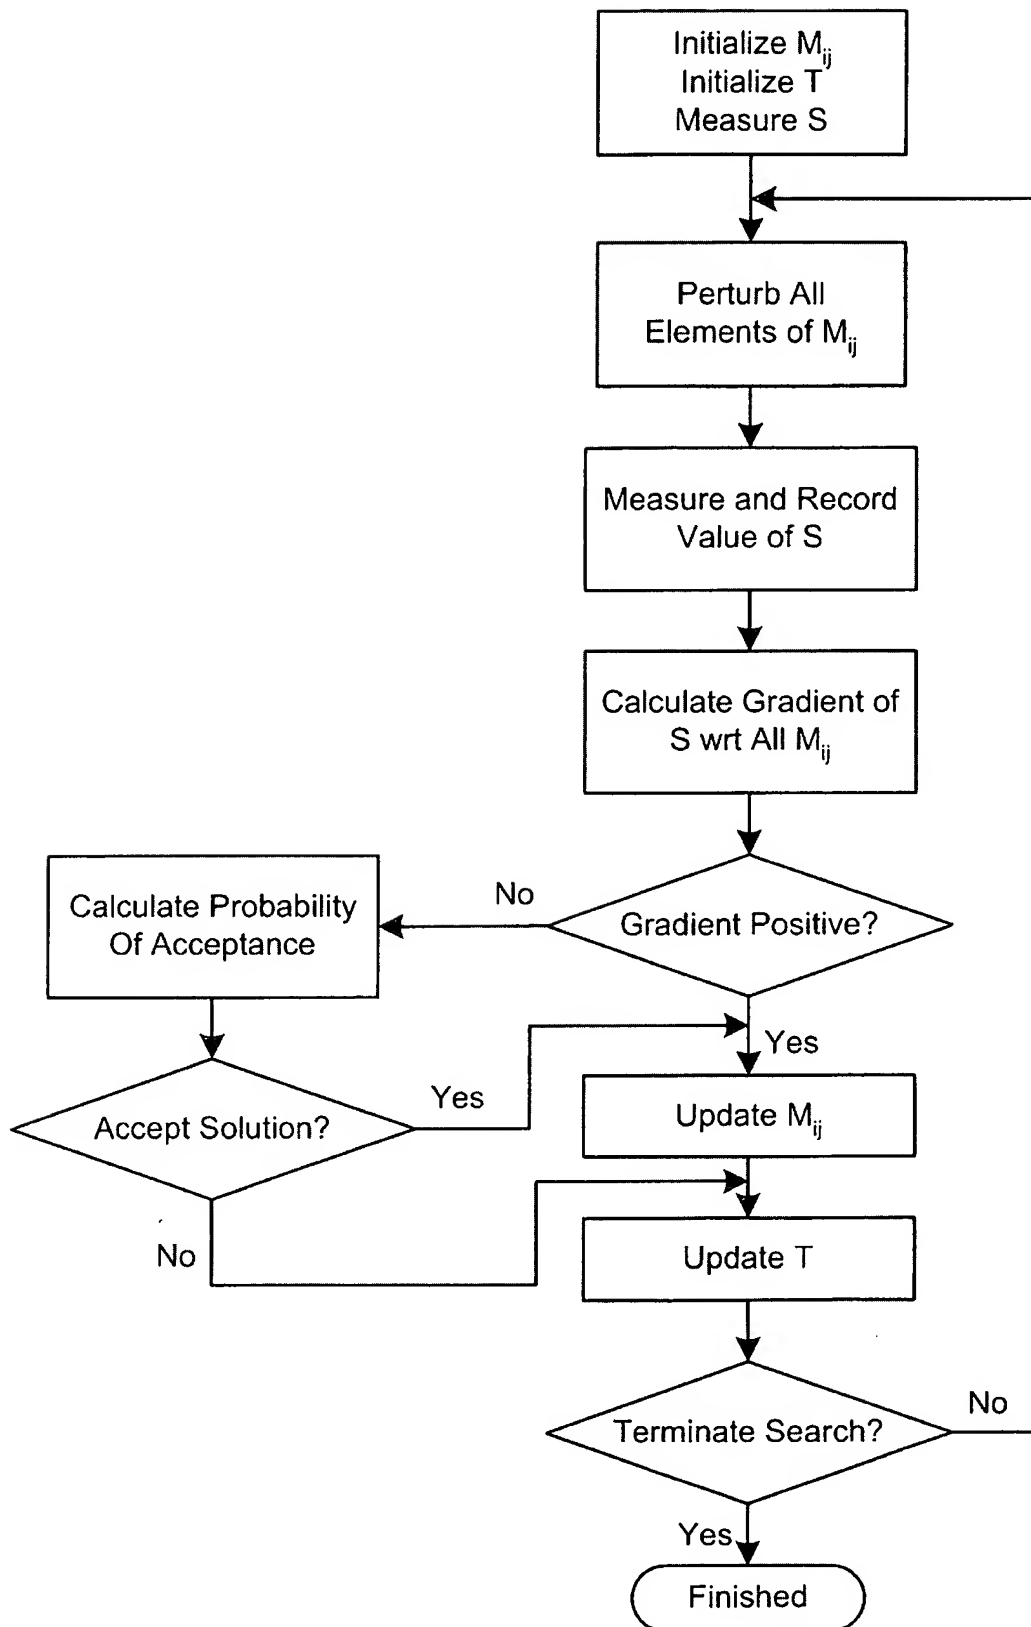 Initialize M_ij
Initialize T
Measure S
Perturb All
Elements of M_ij
Measure and Record
Value of S
Calculate Gradient of
S wrt All M_ij
Gradient Positive?
No
Calculate Probability
Of Acceptance
Yes
Accept Solution?
Yes
Update M_ij
No
Update T
Terminate Search?
No
Yes
Finished